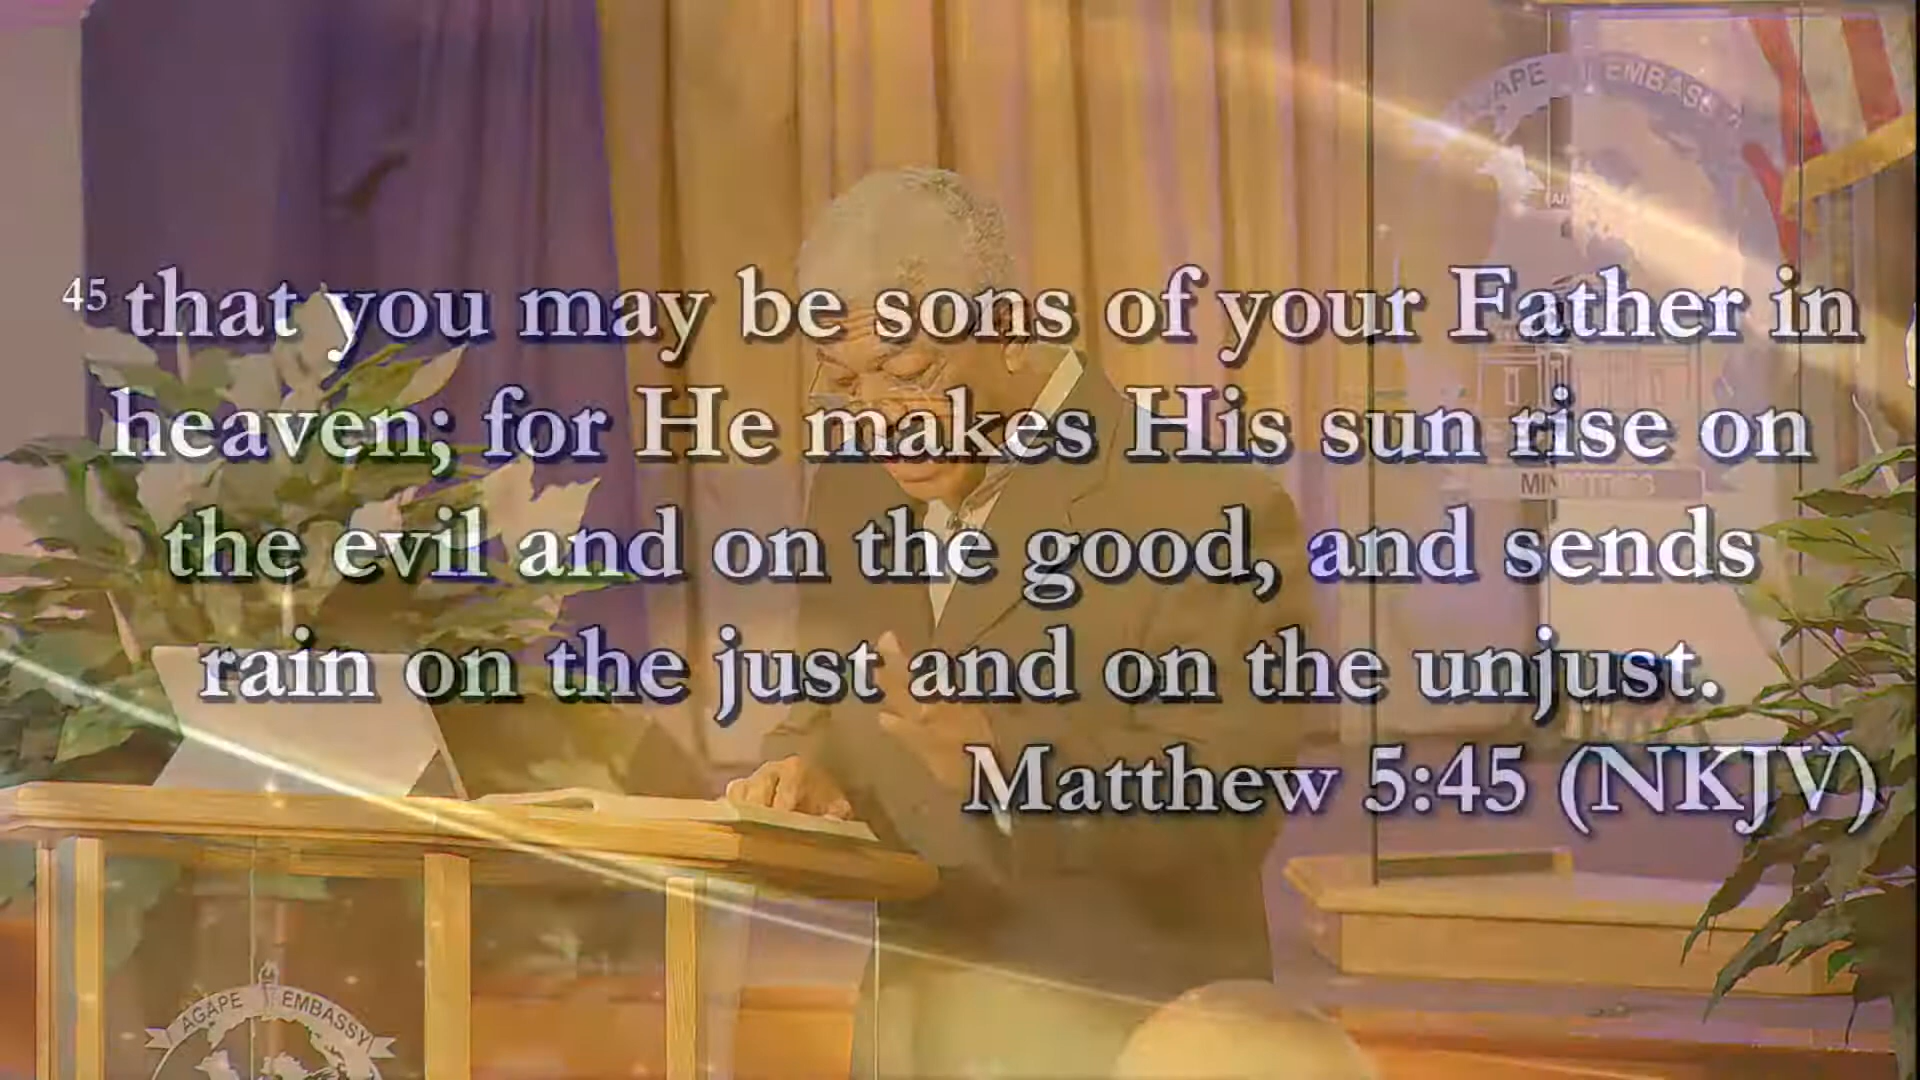 AGAPE EMBASSY
45 that you may be sons of your Father in
heaven; for He makes His sun rise on
the evil and on the good, and sends
rain on the just and on the unjust.
Matthew 5:45 (NKJV)
MINISTRIES
AGAPE EMBASSY